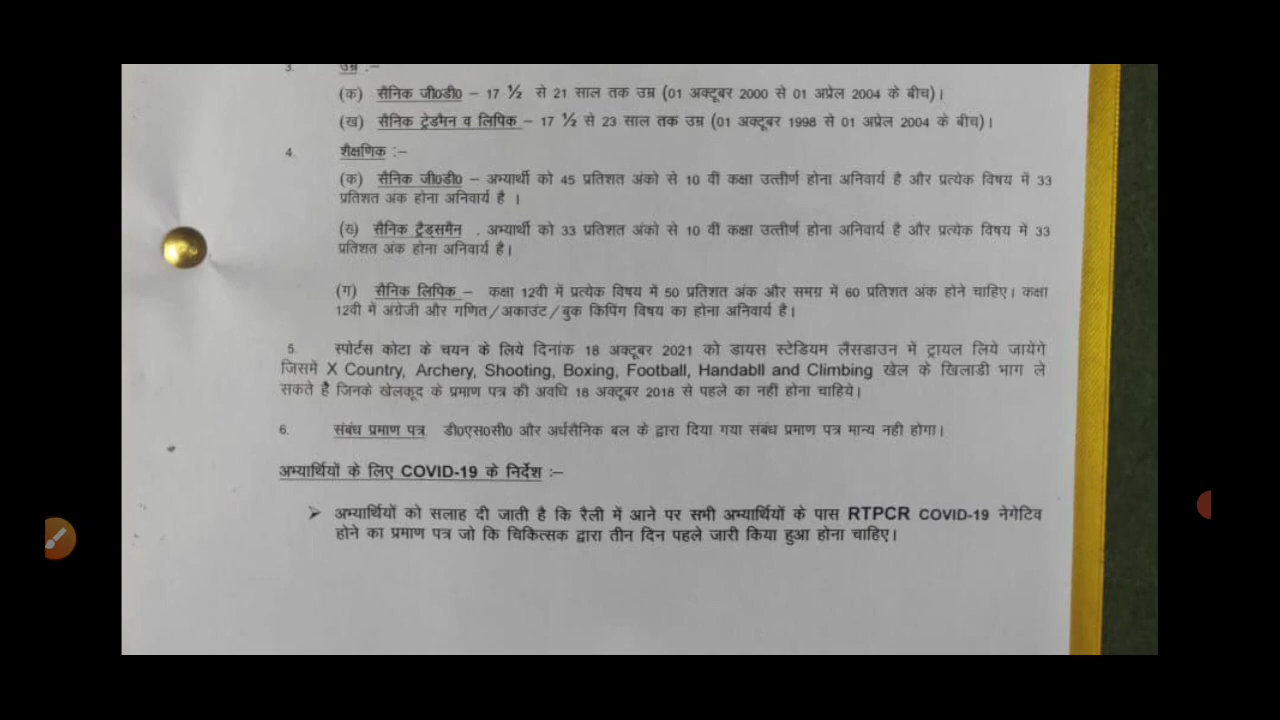 3. उम्र :–
(क) सैनिक जी0डी0 – 17 ½ से 21 साल तक उम्र (01 अक्टूबर 2000 से 01 अप्रेल 2004 के बीच)।
(ख) सैनिक ट्रेडमैन व लिपिक – 17 ½ से 23 साल तक उम्र (01 अक्टूबर 1998 से 01 अप्रेल 2004 के बीच)।
4. शैक्षणिक :–
(क) सैनिक जी0डी0 – अभ्यार्थी को 45 प्रतिशत अंको से 10 वीं कक्षा उत्तीर्ण होना अनिवार्य है और प्रत्येक विषय में 33
प्रतिशत अंक होना अनिवार्य है ।
(ख) सैनिक ट्रैड्समैन . अभ्यार्थी को 33 प्रतिशत अंको से 10 वीं कक्षा उत्तीर्ण होना अनिवार्य है और प्रत्येक विषय में 33
प्रतिशत अंक होना अनिवार्य है।
(ग) सैनिक लिपिक – कक्षा 12वी में प्रत्येक विषय में 50 प्रतिशत अंक और समग्र में 60 प्रतिशत अंक होने चाहिए। कक्षा
12वी में अंग्रेजी और गणित/अकाउंट/बुक किपिंग विषय का होना अनिवार्य है।
5. स्पोर्टस कोटा के चयन के लिये दिनांक 18 अक्टूबर 2021 को डायस स्टेडियम लैंसडाउन में ट्रायल लिये जायेंगे
जिसमें X Country, Archery, Shooting, Boxing, Football, Handabll and Climbing खेल के खिलाडी भाग ले
सकते है जिनके खेलकूद के प्रमाण पत्र की अवधि 18 अक्टूबर 2018 से पहले का नहीं होना चाहिये।
6. संबंध प्रमाण पत्र डी0एस0सी0 और अर्धसैनिक बल के द्वारा दिया गया संबंध प्रमाण पत्र मान्य नही होगा।
अभ्यार्थियों के लिए COVID-19 के निर्देश :–
➢ अभ्यार्थियों को सलाह दी जाती है कि रैली में आने पर सभी अभ्यार्थियों के पास RTPCR COVID-19 नेगेटिव
होने का प्रमाण पत्र जो कि चिकित्सक द्वारा तीन दिन पहले जारी किया हुआ होना चाहिए।